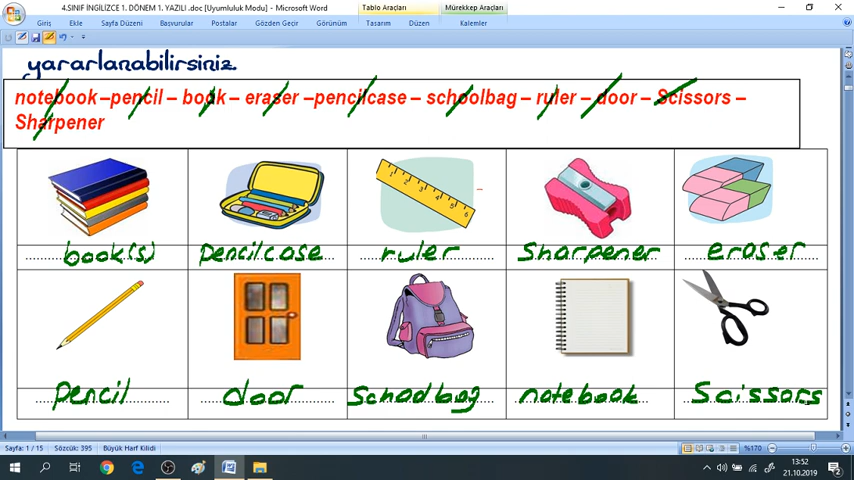 4.SINIF İNGİLİZCE 1. DÖNEM 1. YAZILI .doc [Uyumluluk Modu] - Microsoft Word
Tablo Araçları
Mürekkep Araçları
Giriş Ekle Sayfa Düzeni Başvurular Postalar Gözden Geçir Görünüm Tasarım Düzen Kalemler
yararlanabilirsiniz.
notebook –pencil – book – eraser –pencilcase – schoolbag – ruler – door – Scissors –
Sharpener
book(s) pencilcase ruler Sharpener eraser
pencil door Schoolbag notebook Scissors
Sayfa: 1 / 15 Sözcük: 395 Büyük Harf Kilidi %170
13:52
21.10.2019
2